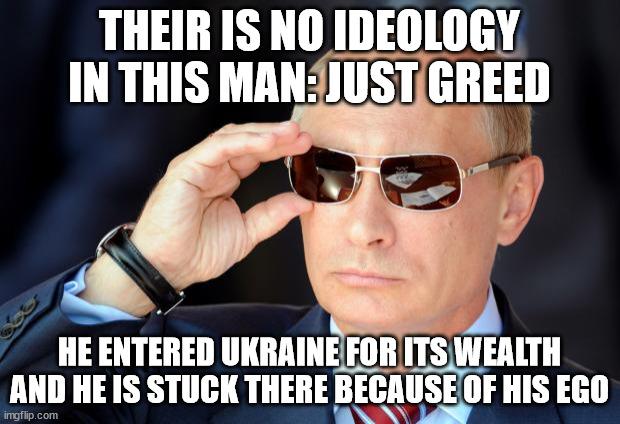 THEIR IS NO IDEOLOGY
IN THIS MAN: JUST GREED
HE ENTERED UKRAINE FOR ITS WEALTH
AND HE IS STUCK THERE BECAUSE OF HIS EGO
imgflip.com